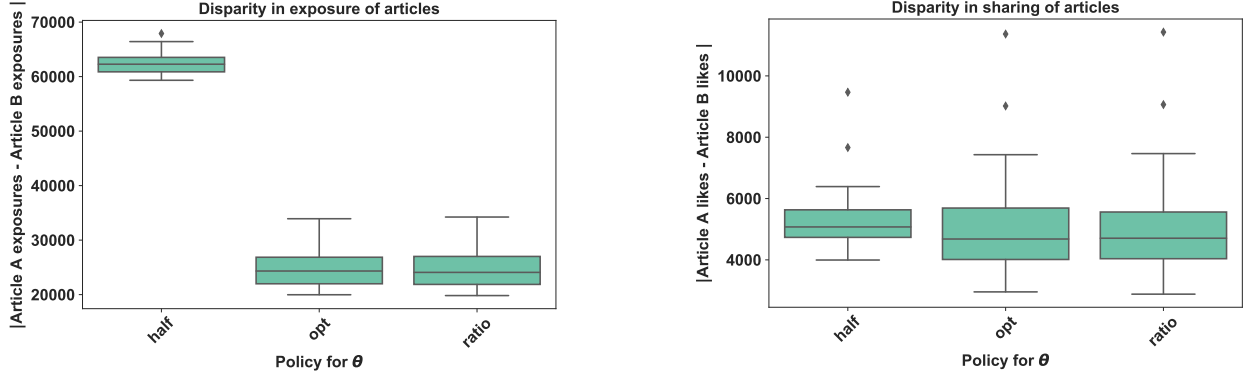 Disparity in exposure of articles
|Article A exposures - Article B exposures |
70000
60000
50000
40000
30000
20000
half
opt
ratio
Policy for θ
Disparity in sharing of articles
|Article A likes - Article B likes |
10000
8000
6000
4000
half
opt
ratio
Policy for θ